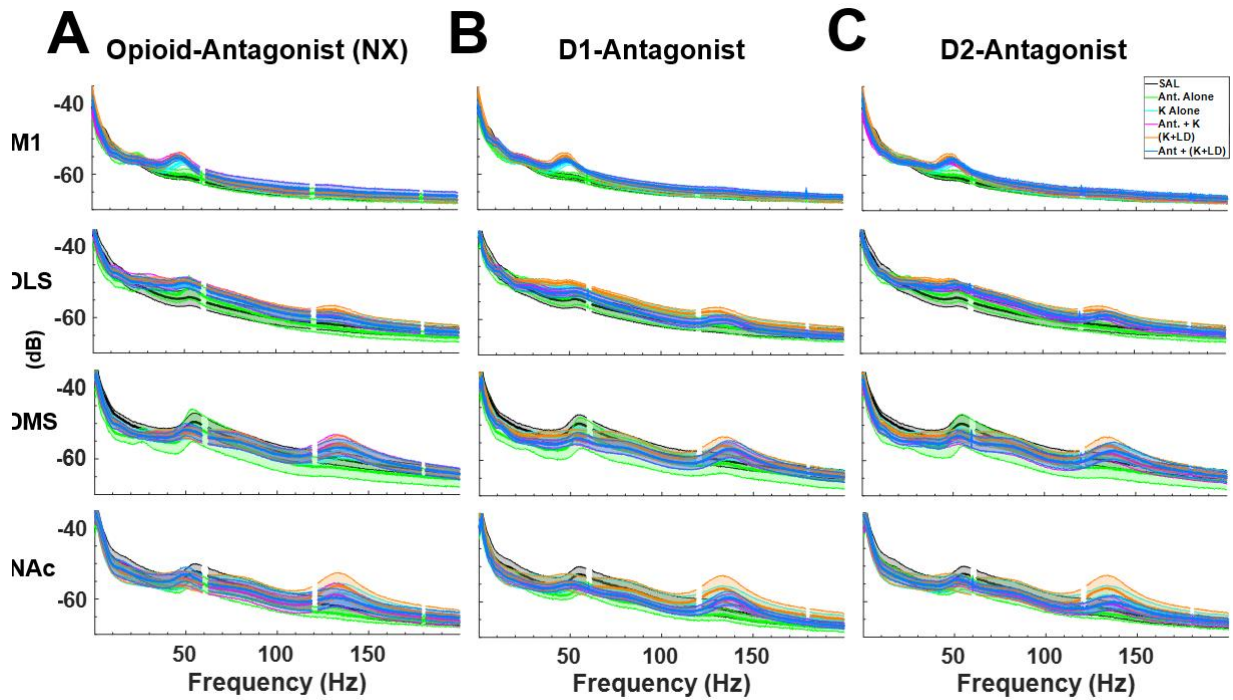 A B C
Opioid-Antagonist (NX) D1-Antagonist D2-Antagonist
SAL
Ant. Alone
K Alone
Ant. + K
(K+LD)
Ant + (K+LD)
-40
M1
-60
-40
OLS
-60
(dB)
-40
OMS
-60
-40
NAc
-60
50 100 150 50 100 150 50 100 150
Frequency (Hz) Frequency (Hz) Frequency (Hz)